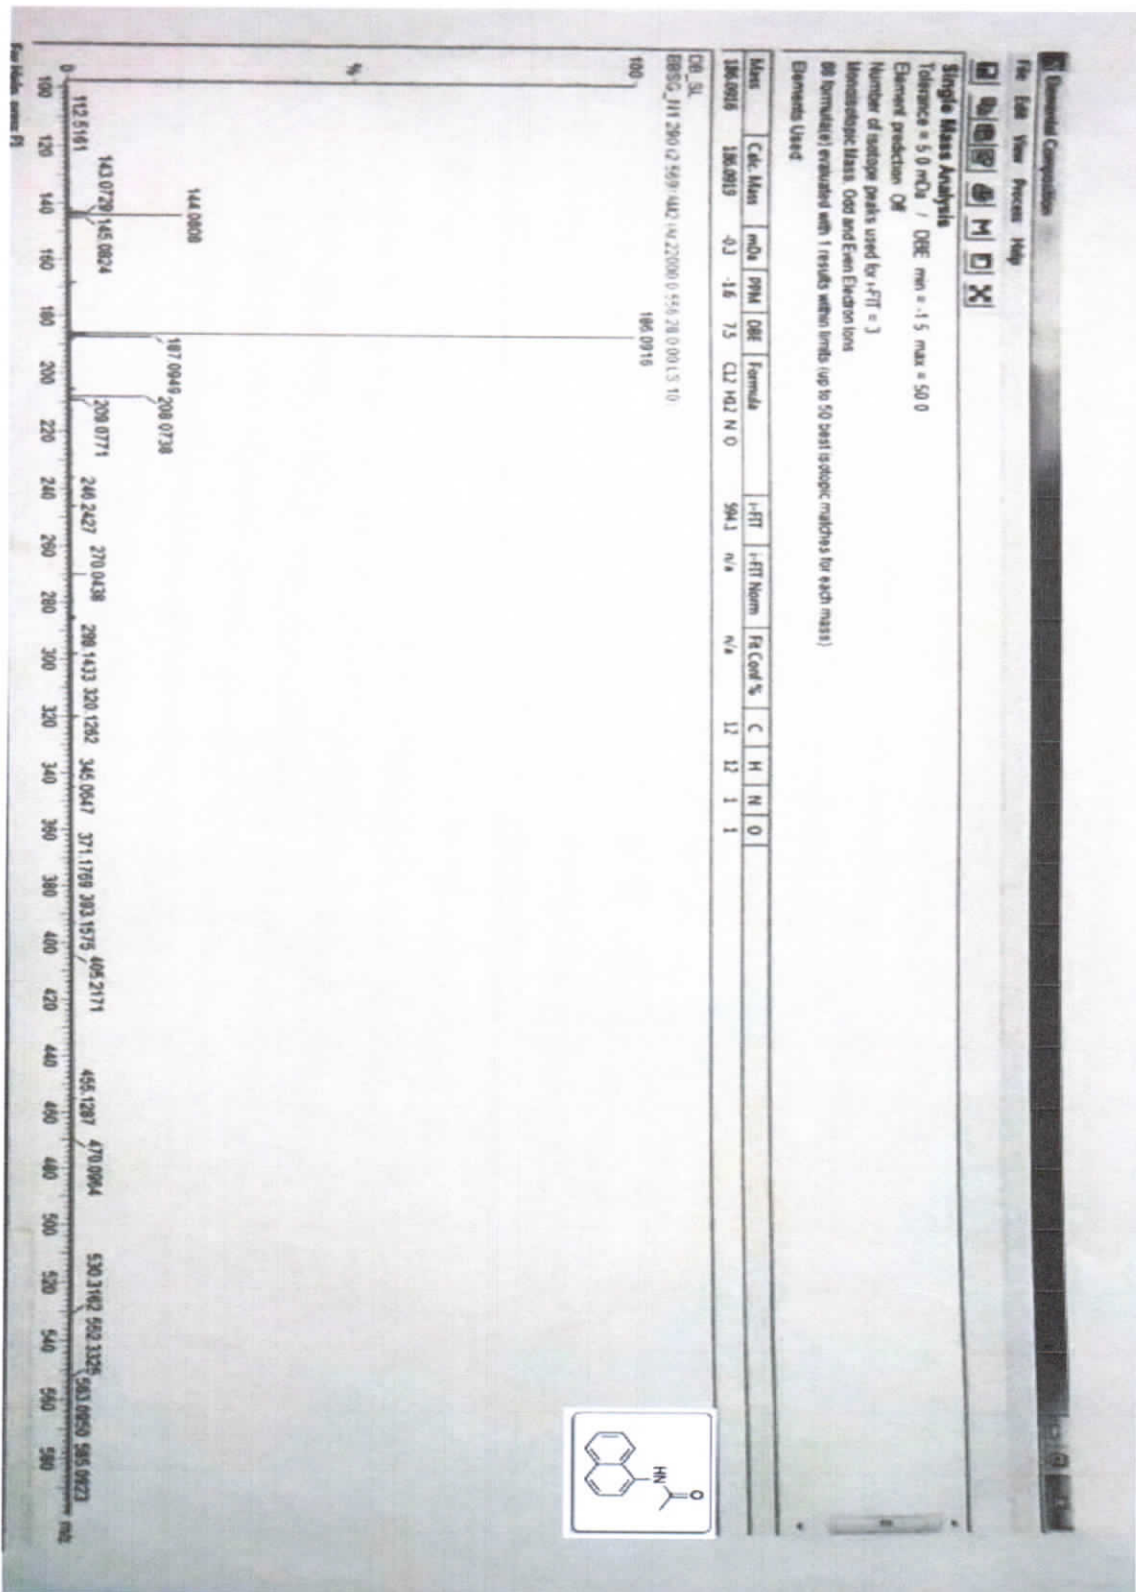 Elemental Composition
File Edit View Process Help
M
Single Mass Analysis
Tolerance = 5.0 mDa / DBE: min = -1.5, max = 50.0
Element prediction: Off
Number of isotope peaks used for i-FIT = 3
Monoisotopic Mass, Odd and Even Electron Ions
88 formula(e) evaluated with 1 results within limits (up to 50 best isotopic matches for each mass)
Elements Used
Mass Calc. Mass mDa PPM DBE Formula i-FIT i-FIT Norm Fit Conf % C H N O
186.0916 186.0919 -0.3 -1.6 7.5 C12 H12 N O 594.1 n/a n/a 12 12 1 1
DB_SL
100
%
0
186.0916
144.0808
143.0729
145.0824
112.5161
187.0949
208.0738
209.0771
246.2427
270.0438
298.1433
320.1262
345.0647
371.1769
393.1575
405.2171
455.1287
470.0964
530.3162
552.3325
563.0950
585.0923
100 120 140 160 180 200 220 240 260 280 300 320 340 360 380 400 420 440 460 480 500 520 540 560 580
m/z
O
HN